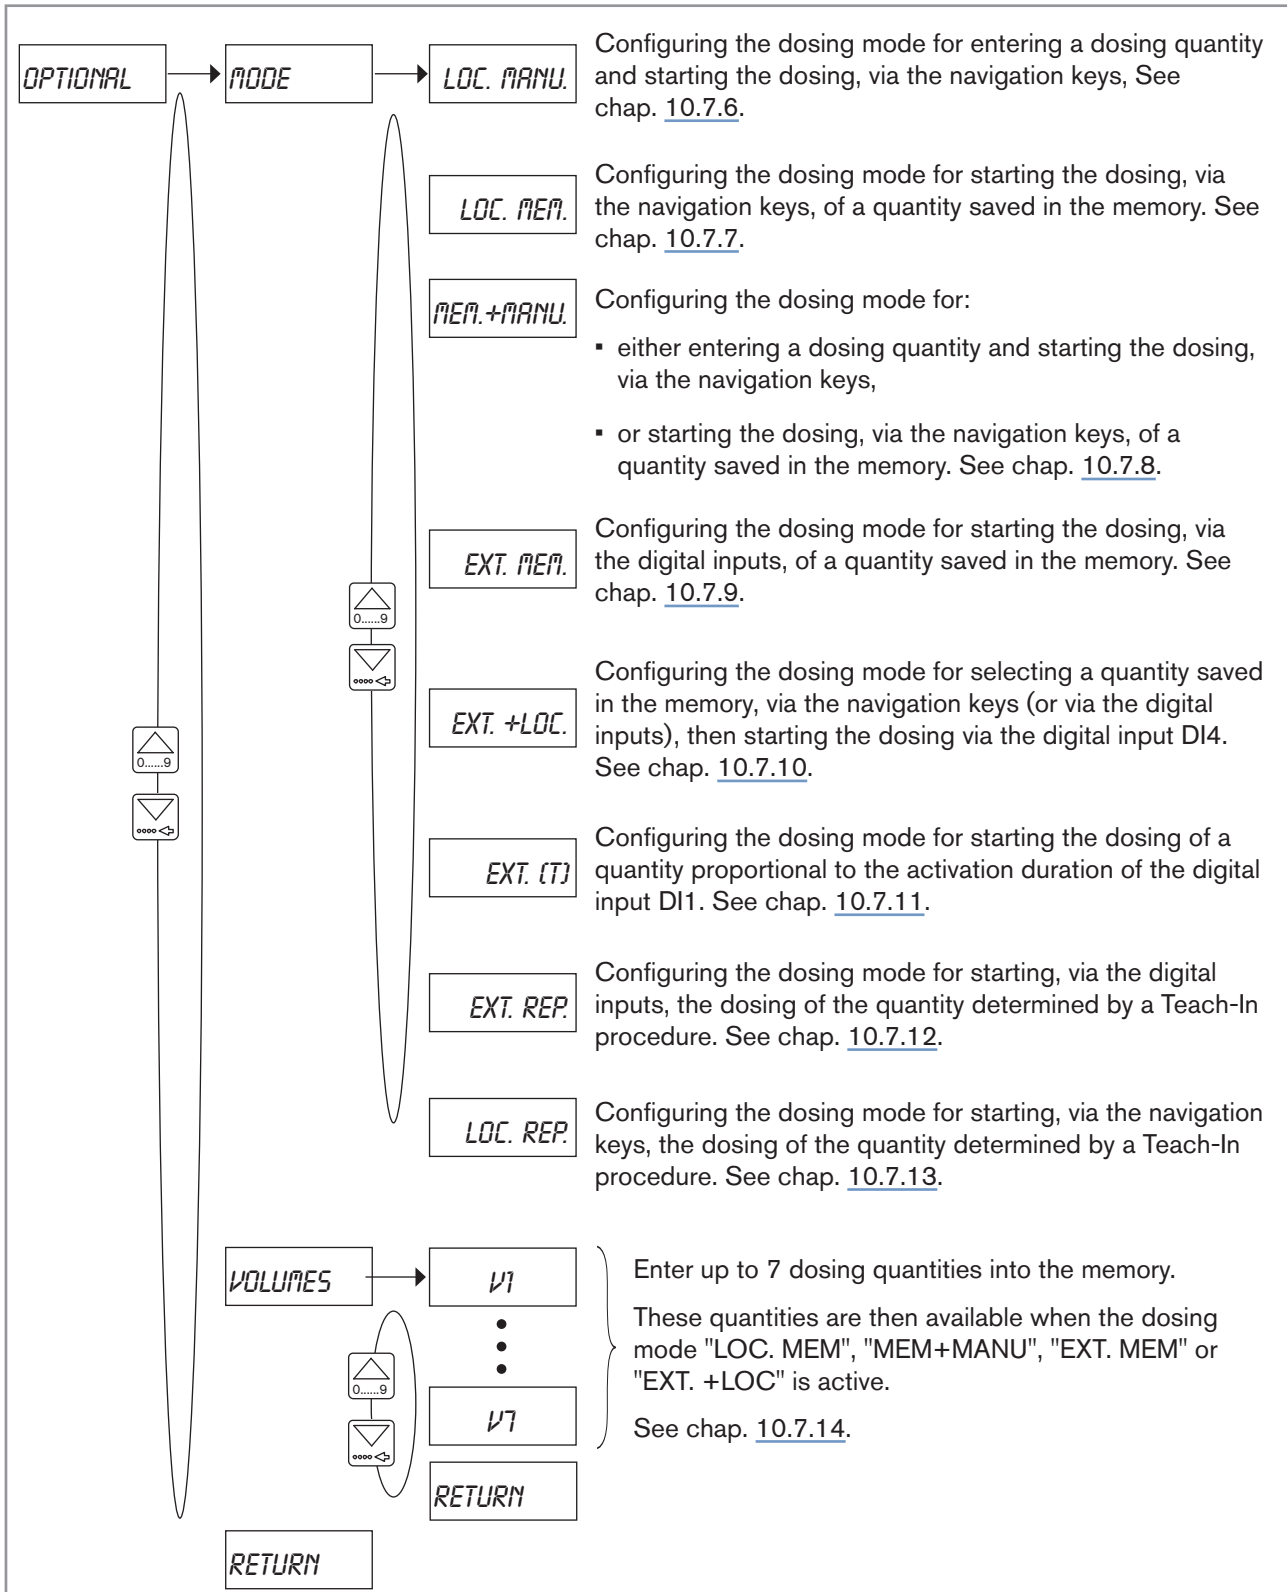 OPTIONAL
MODE
LOC. MANU.
Configuring the dosing mode for entering a dosing quantity
and starting the dosing, via the navigation keys, See
chap. 10.7.6.
LOC. MEM.
Configuring the dosing mode for starting the dosing, via
the navigation keys, of a quantity saved in the memory. See
chap. 10.7.7.
MEM.+MANU.
Configuring the dosing mode for:
▪ either entering a dosing quantity and starting the dosing,
via the navigation keys,
▪ or starting the dosing, via the navigation keys, of a
quantity saved in the memory. See chap. 10.7.8.
EXT. MEM.
Configuring the dosing mode for starting the dosing, via
the digital inputs, of a quantity saved in the memory. See
chap. 10.7.9.
0......9
EXT. +LOC.
Configuring the dosing mode for selecting a quantity saved
in the memory, via the navigation keys (or via the digital
inputs), then starting the dosing via the digital input DI4.
See chap. 10.7.10.
0......9
EXT. (T)
Configuring the dosing mode for starting the dosing of a
quantity proportional to the activation duration of the digital
input DI1. See chap. 10.7.11.
EXT. REP.
Configuring the dosing mode for starting, via the digital
inputs, the dosing of the quantity determined by a Teach-In
procedure. See chap. 10.7.12.
LOC. REP.
Configuring the dosing mode for starting, via the navigation
keys, the dosing of the quantity determined by a Teach-In
procedure. See chap. 10.7.13.
VOLUMES
V1
Enter up to 7 dosing quantities into the memory.
These quantities are then available when the dosing
mode "LOC. MEM", "MEM+MANU", "EXT. MEM" or
"EXT. +LOC" is active.
0......9
V7
See chap. 10.7.14.
RETURN
RETURN